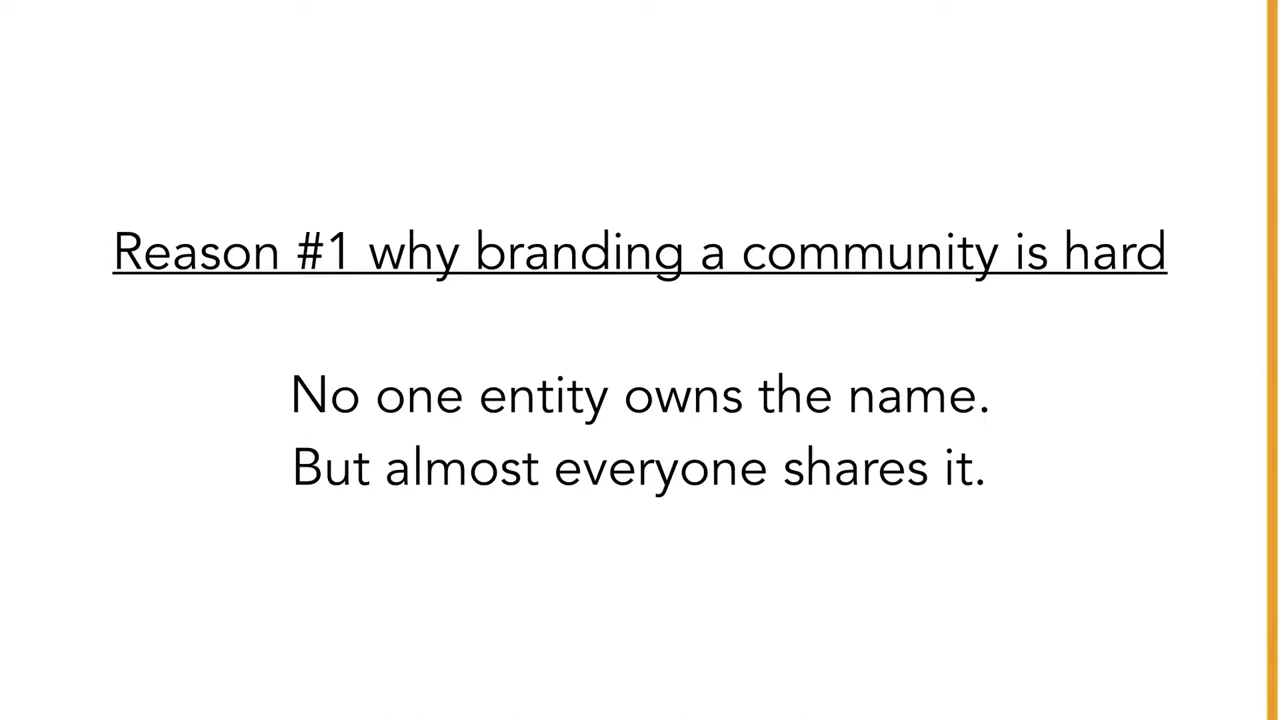 Reason #1 why branding a community is hard
No one entity owns the name.
But almost everyone shares it.